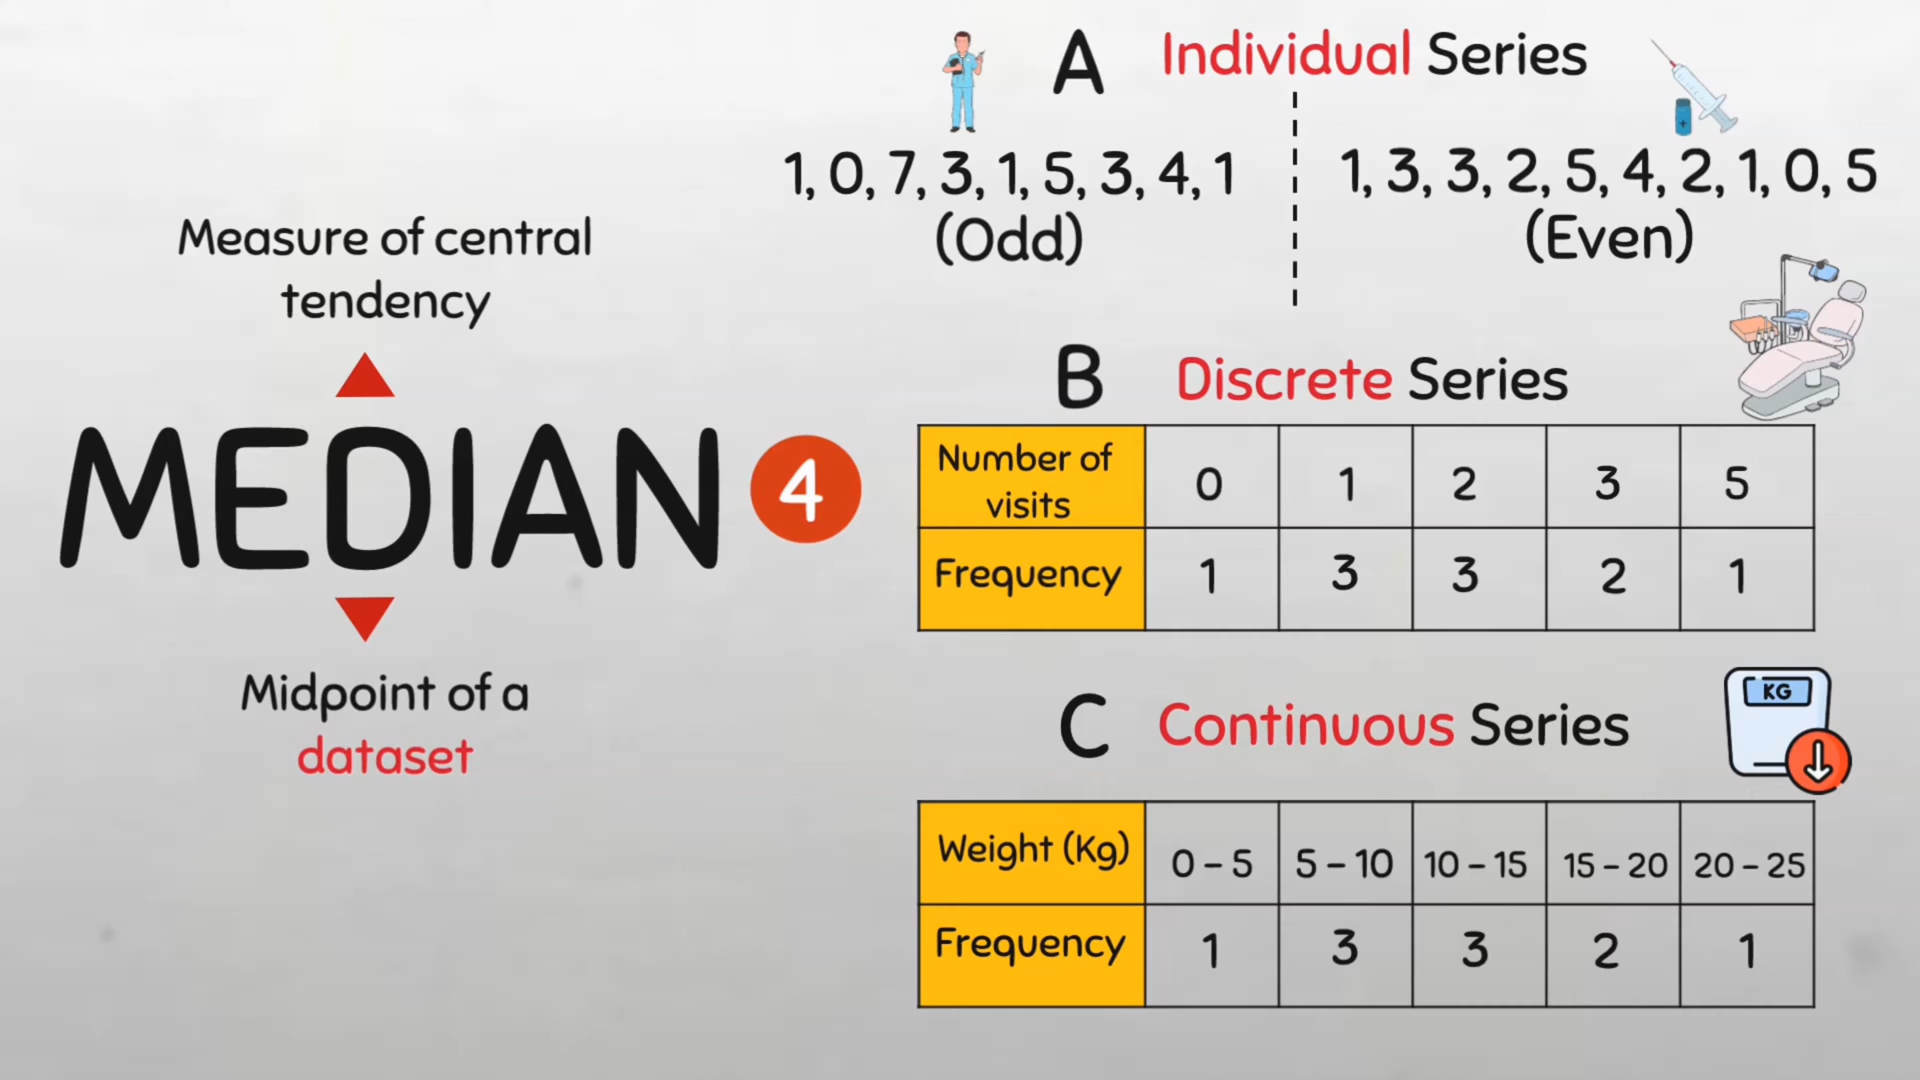 Measure of central
tendency
MEDIAN 4
Midpoint of a
dataset
A Individual Series
1, 0, 7, 3, 1, 5, 3, 4, 1
(Odd)
1, 3, 3, 2, 5, 4, 2, 1, 0, 5
(Even)
B Discrete Series
Number of
visits 0 1 2 3 5
Frequency 1 3 3 2 1
C Continuous Series
KG
Weight (Kg) 0 – 5 5 – 10 10 – 15 15 – 20 20 – 25
Frequency 1 3 3 2 1